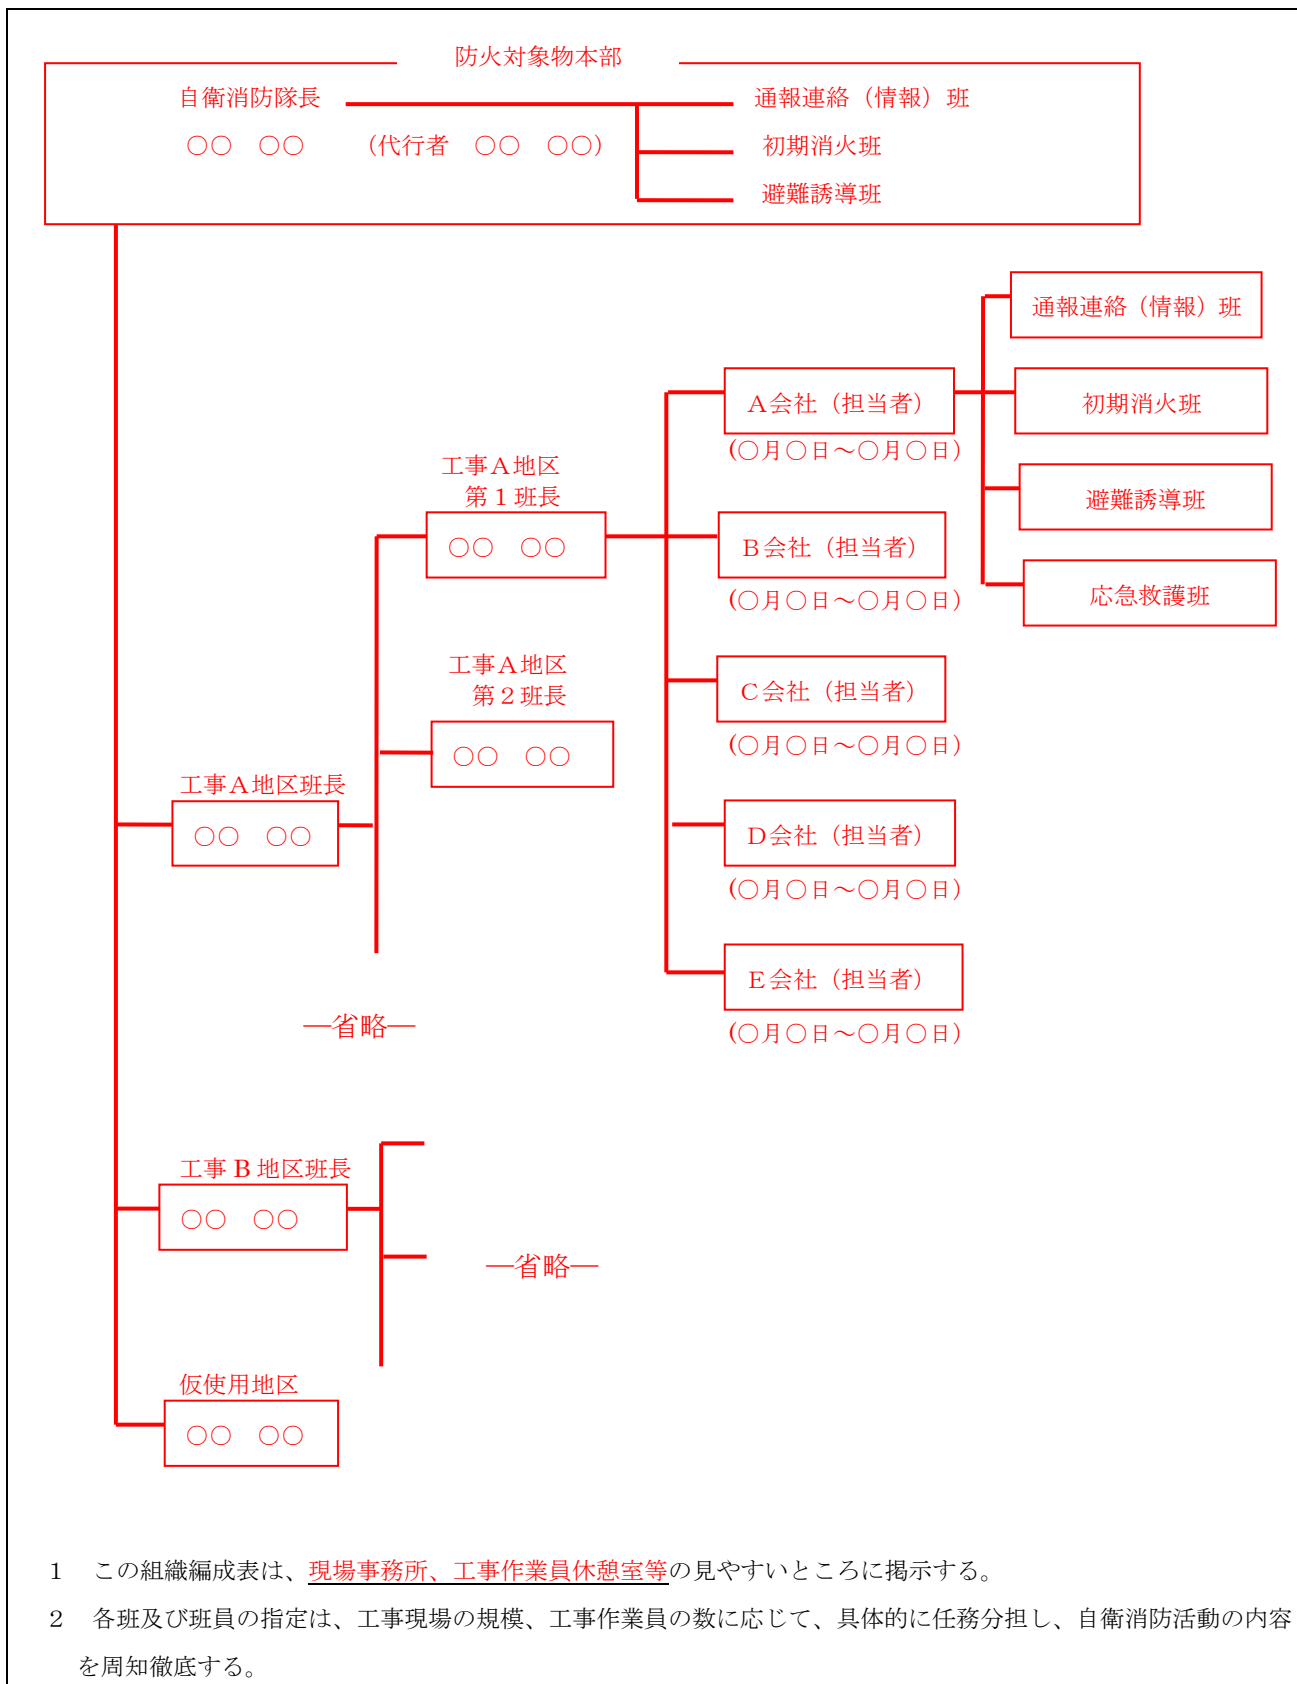 防火対象物本部
自衛消防隊長
通報連絡（情報）班
○○　○○
（代行者　○○　○○）
初期消火班
避難誘導班
通報連絡（情報）班
A会社（担当者）
(○月○日～○月○日）
初期消火班
工事A地区
第１班長
○○　○○
避難誘導班
B会社（担当者）
(○月○日～○月○日）
応急救護班
工事A地区
第２班長
○○　○○
C会社（担当者）
(○月○日～○月○日）
工事A地区班長
○○　○○
D会社（担当者）
(○月○日～○月○日）
E会社（担当者）
(○月○日～○月○日）
―省略―
工事 B 地区班長
○○　○○
―省略―
仮使用地区
○○　○○
１　この組織編成表は、現場事務所、工事作業員休憩室等の見やすいところに掲示する。
２　各班及び班員の指定は、工事現場の規模、工事作業員の数に応じて、具体的に任務分担し、自衛消防活動の内容
を周知徹底する。